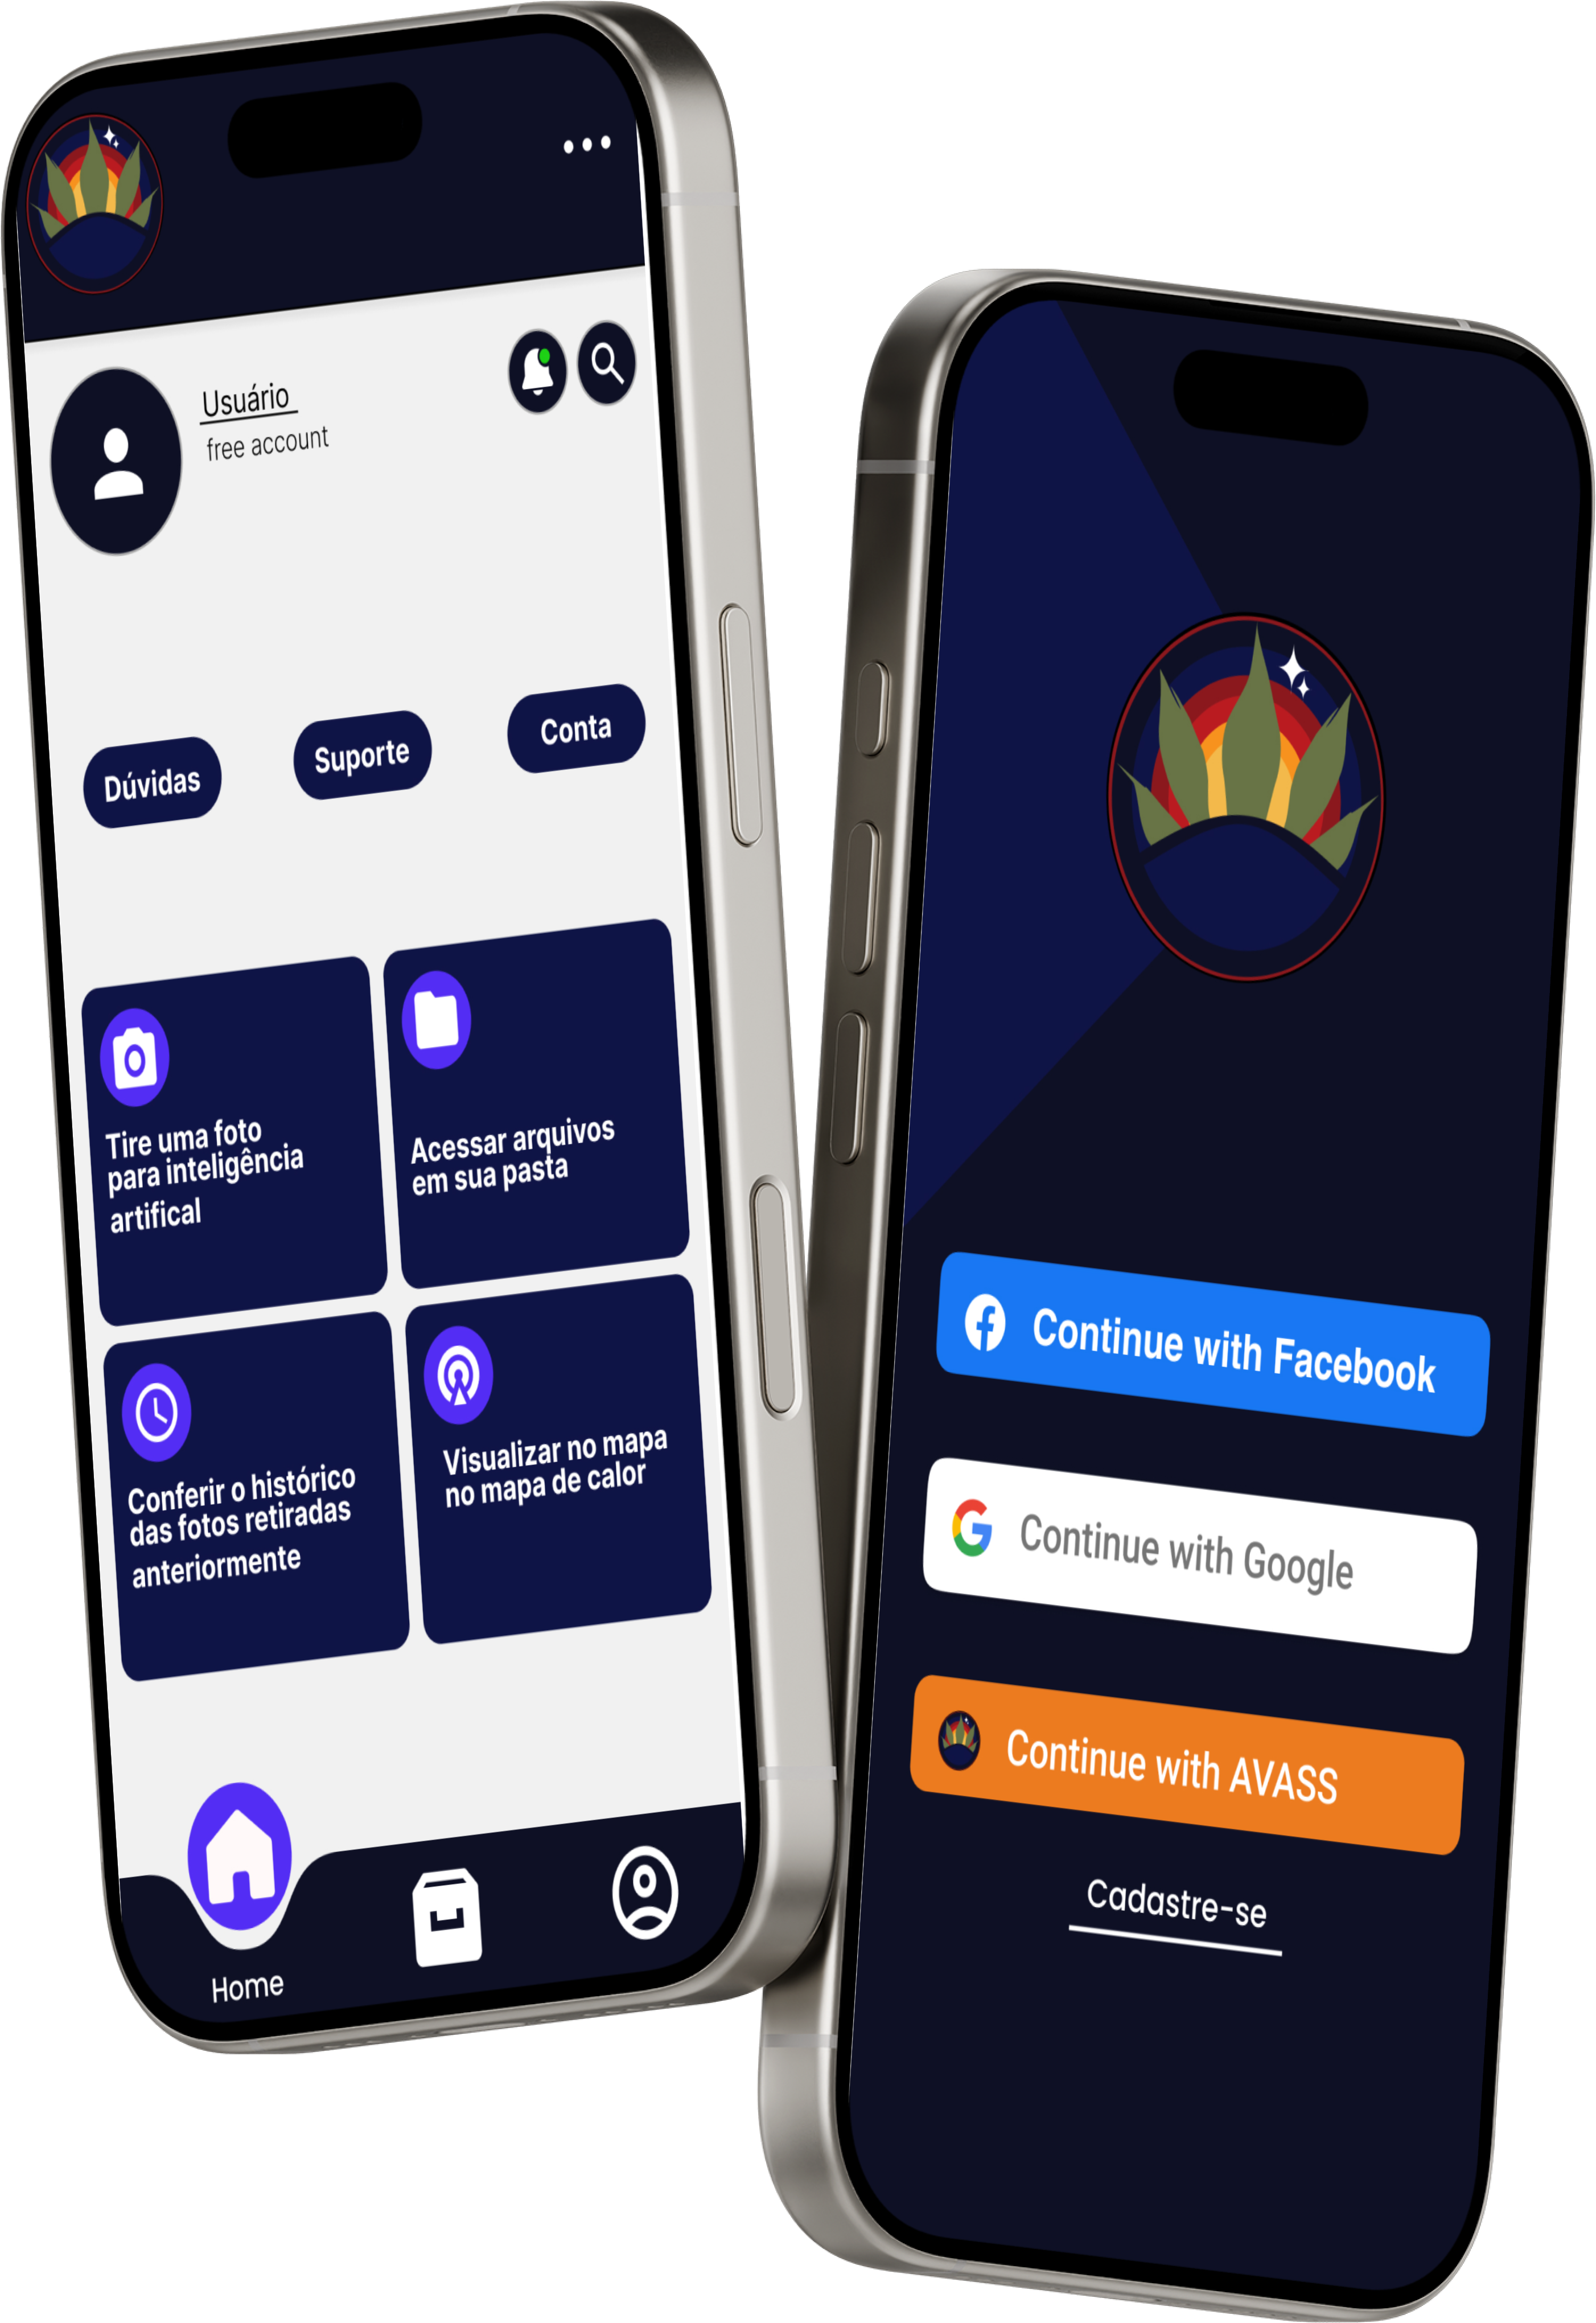 Usuário
free account
Dúvidas
Suporte
Conta
Tire uma foto
para inteligência
artifical
Acessar arquivos
em sua pasta
Conferir o histórico
das fotos retiradas
anteriormente
Visualizar no mapa
no mapa de calor
Home
Continue with Facebook
Continue with Google
Continue with AVASS
Cadastre-se